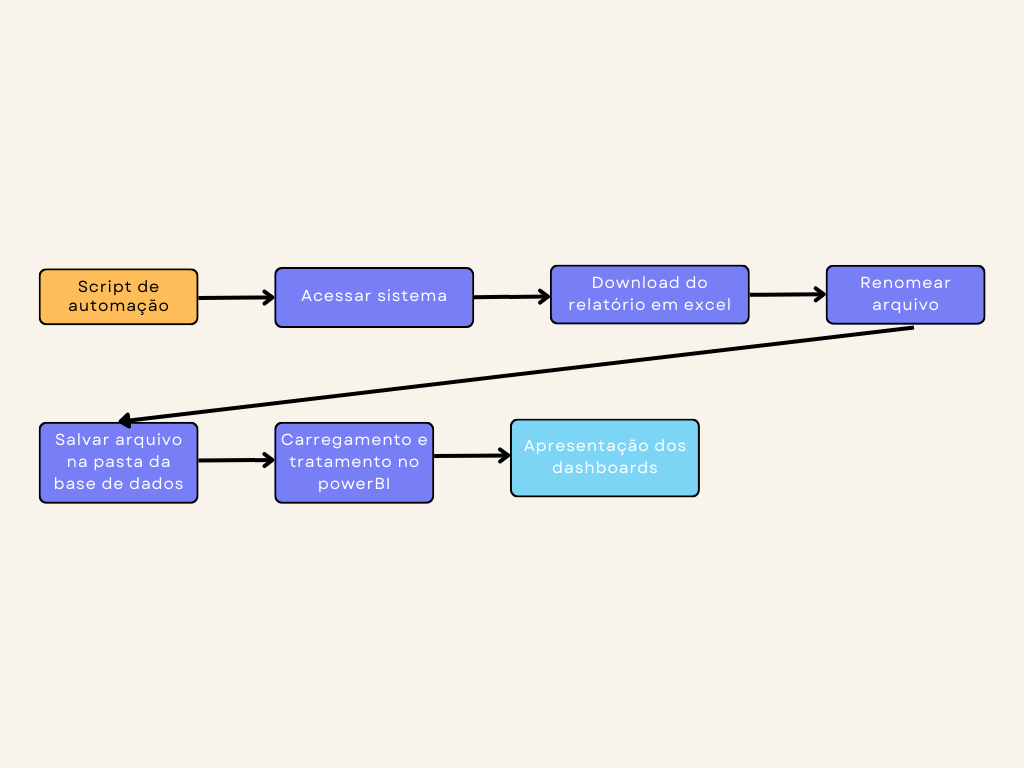 Script de
automação
Acessar sistema
Download do
relatório em excel
Renomear
arquivo
Salvar arquivo
na pasta da
base de dados
Carregamento e
tratamento no
powerBI
Apresentação dos
dashboards